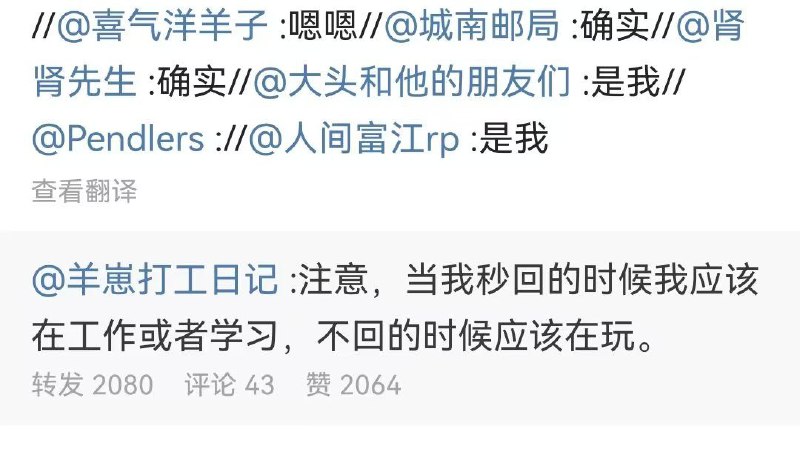 //@喜气洋羊子 :嗯嗯//@城南邮局 :确实//@肾
肾先生 :确实//@大头和他的朋友们 :是我//
@Pendlers ://@人间富江rp :是我
查看翻译
@羊崽打工日记 :注意，当我秒回的时候我应该
在工作或者学习，不回的时候应该在玩。
转发 2080 评论 43 赞 2064